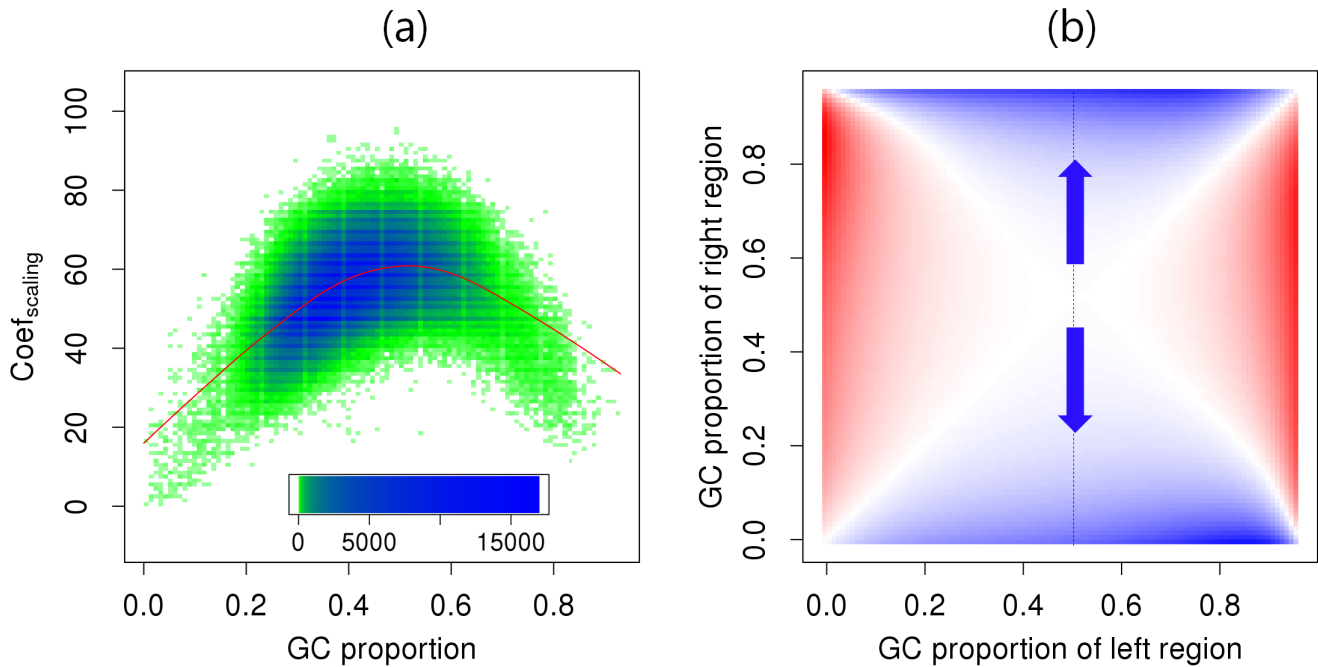 (a)
Coef scaling
100
80
60
40
20
0
0 5000 15000
0.0 0.2 0.4 0.6 0.8
GC proportion
(b)
GC proportion of right region
0.8
0.6
0.4
0.2
0.0
0.0 0.2 0.4 0.6 0.8
GC proportion of left region